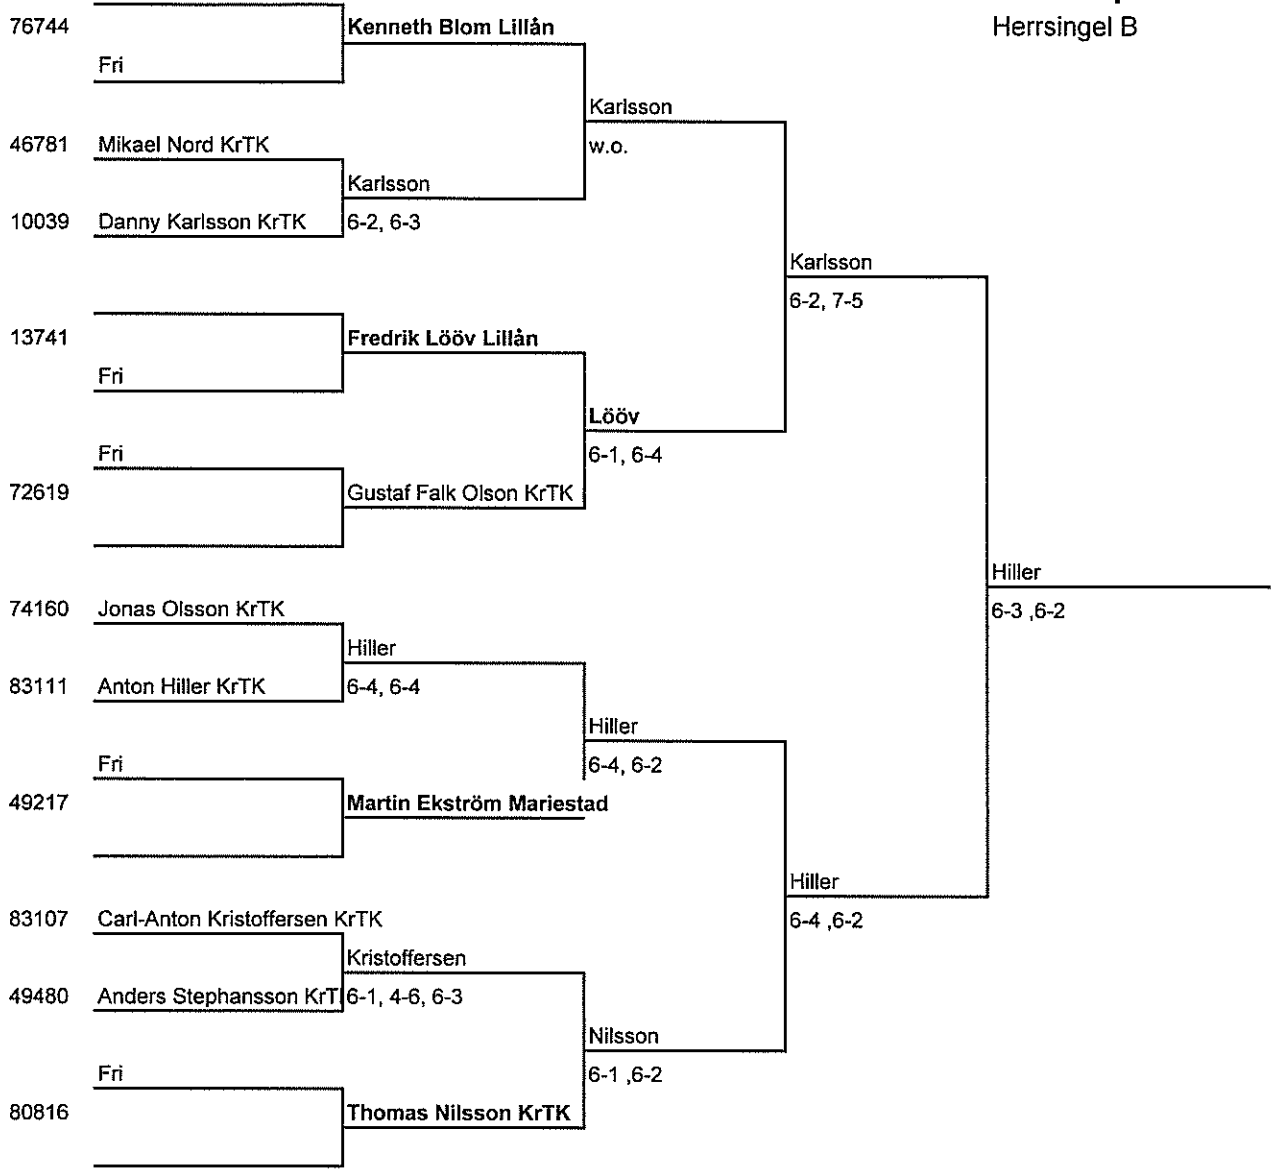 Herrsingel B
76744
Kenneth Blom Lillån
Fri
Karlsson
w.o.
46781 Mikael Nord KrTK
Karlsson
10039 Danny Karlsson KrTK 6-2, 6-3
Karlsson
6-2, 7-5
13741 Fredrik Lööv Lillån
Fri
Lööv
6-1, 6-4
Fri
72619 Gustaf Falk Olson KrTK
Hiller
6-3 ,6-2
74160 Jonas Olsson KrTK
Hiller
83111 Anton Hiller KrTK 6-4, 6-4
Hiller
6-4, 6-2
Fri
49217 Martin Ekström Mariestad
Hiller
6-4 ,6-2
83107 Carl-Anton Kristoffersen KrTK
Kristoffersen
49480 Anders Stephansson KrT 6-1, 4-6, 6-3
Nilsson
6-1 ,6-2
Fri
80816 Thomas Nilsson KrTK